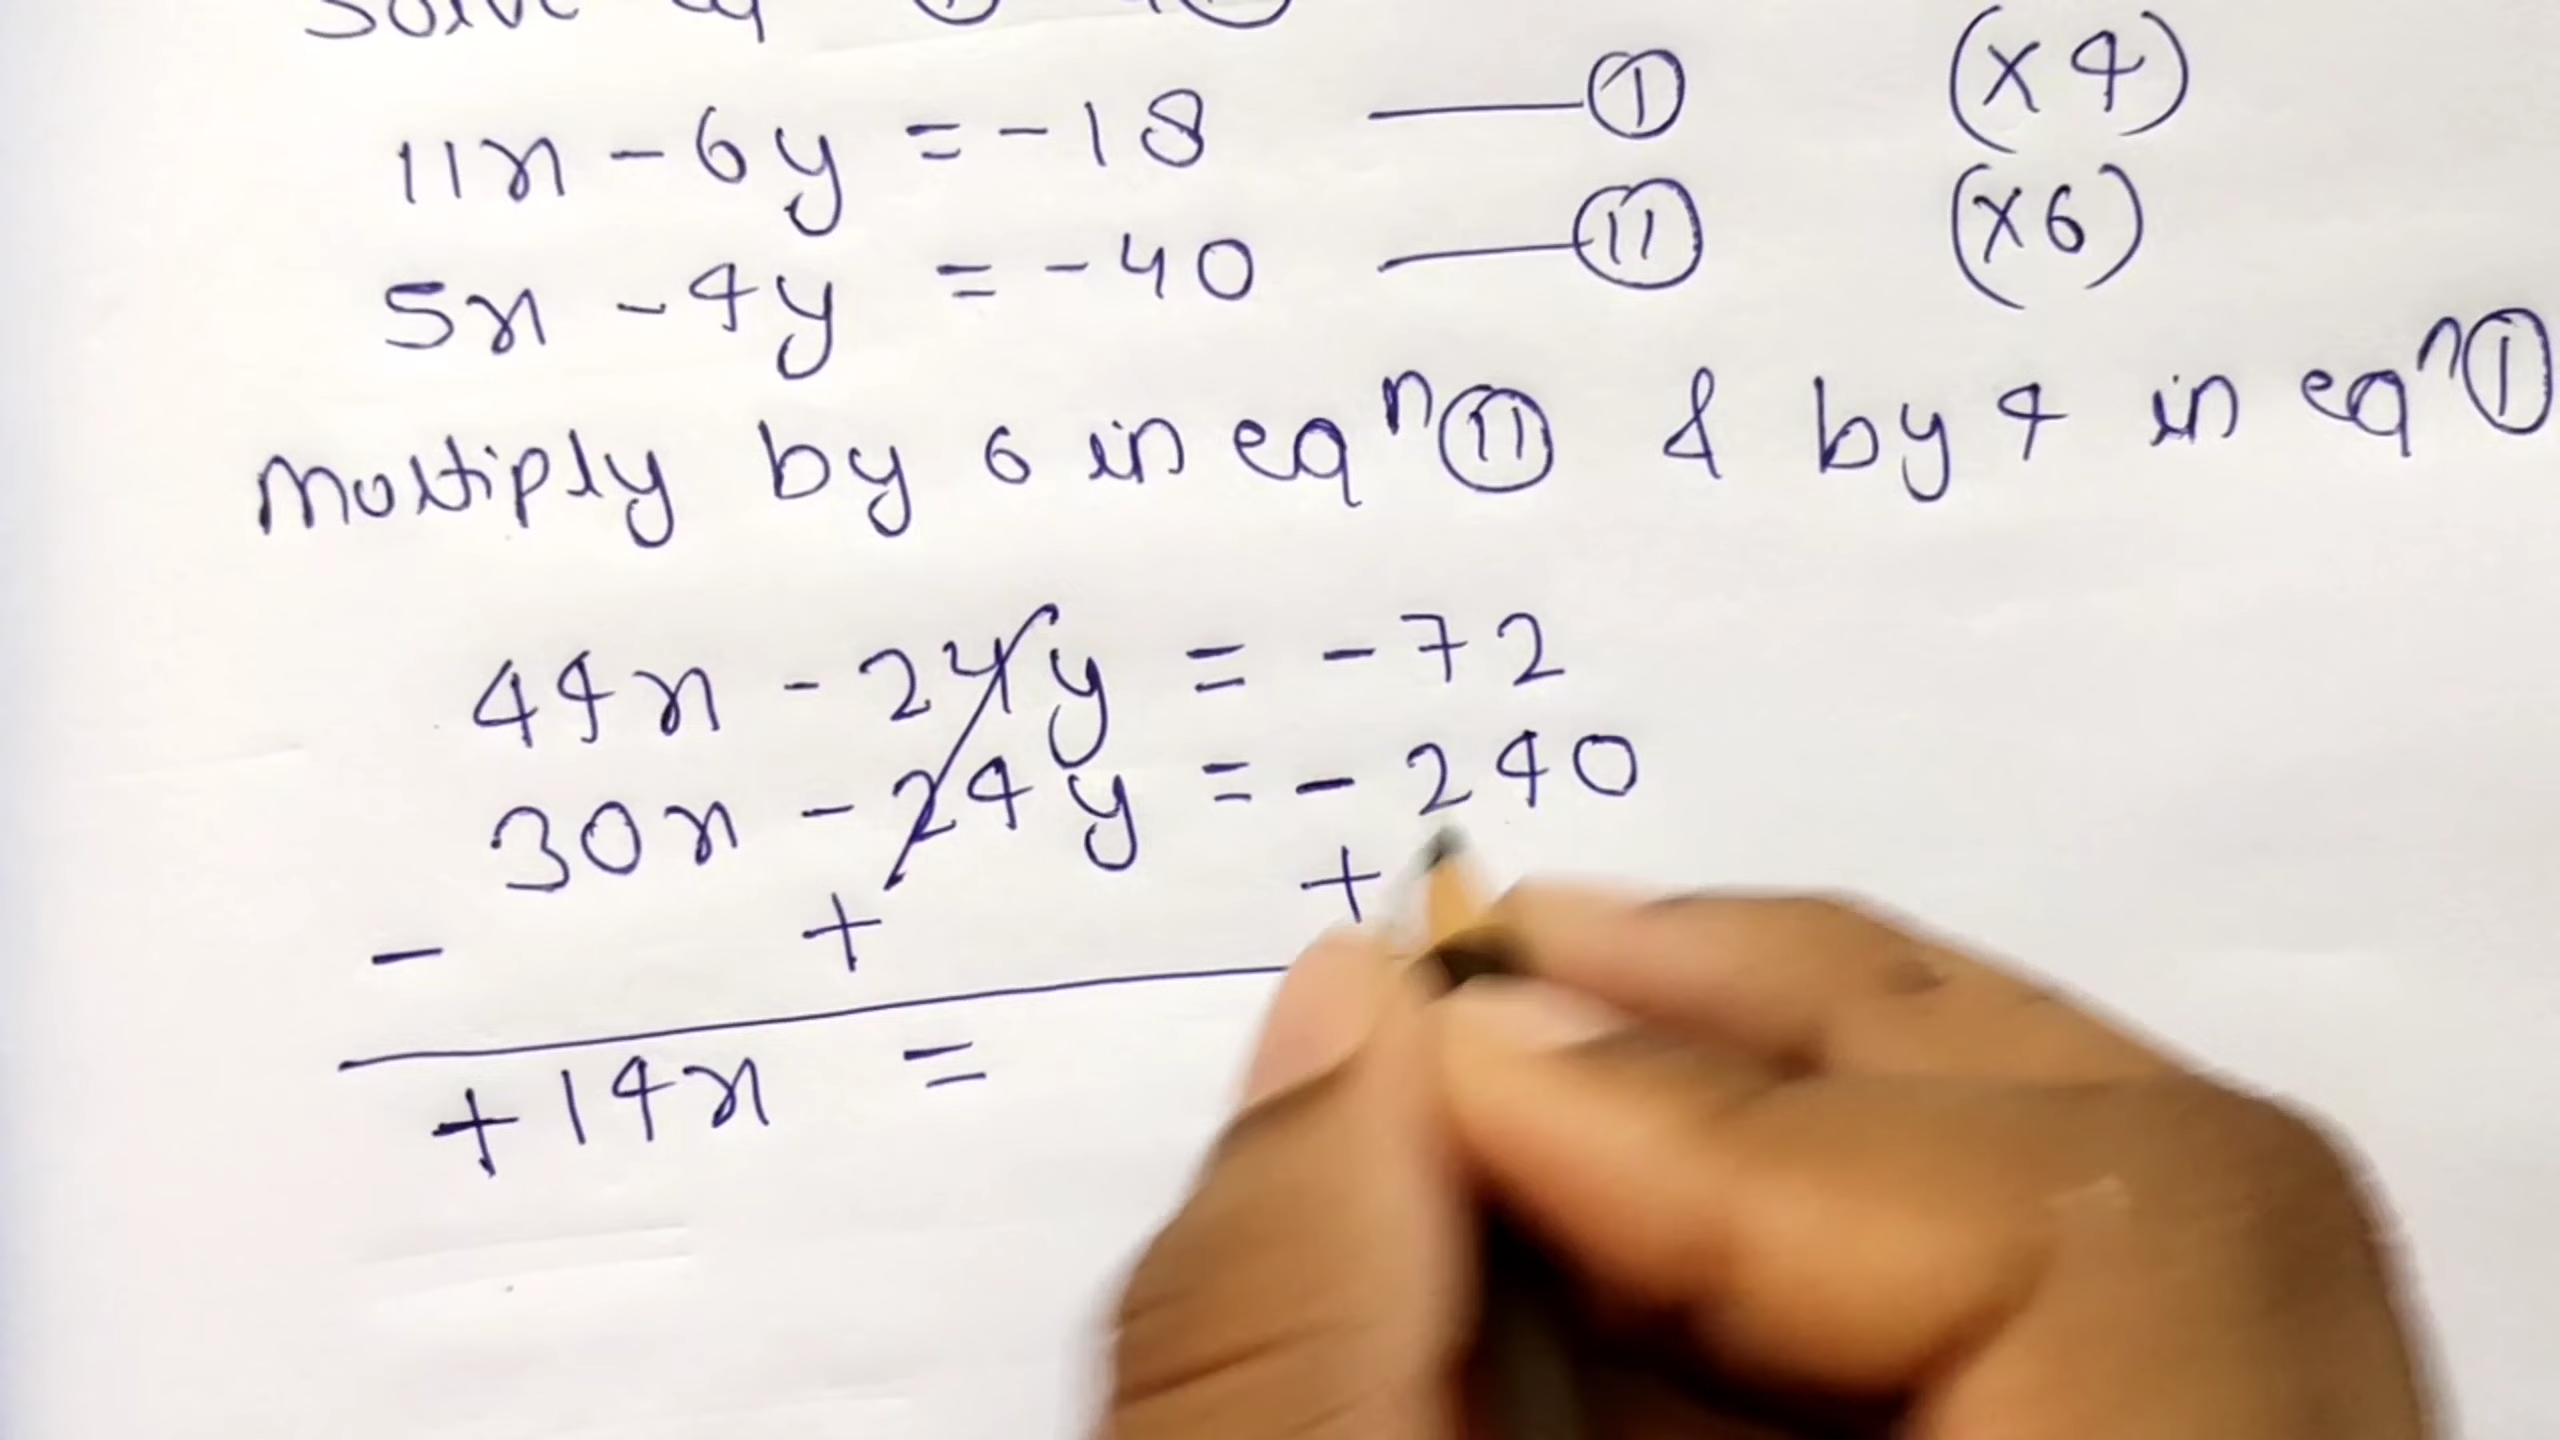 11x - 6y = -18 —— I (x 4)
5x - 4y = -40 —— II (x6)
Multiply by 6 in eqⁿ II & by 4 in eqⁿ I
44x - 24y = -72
30x - 24y = -240
- + +
+14x =